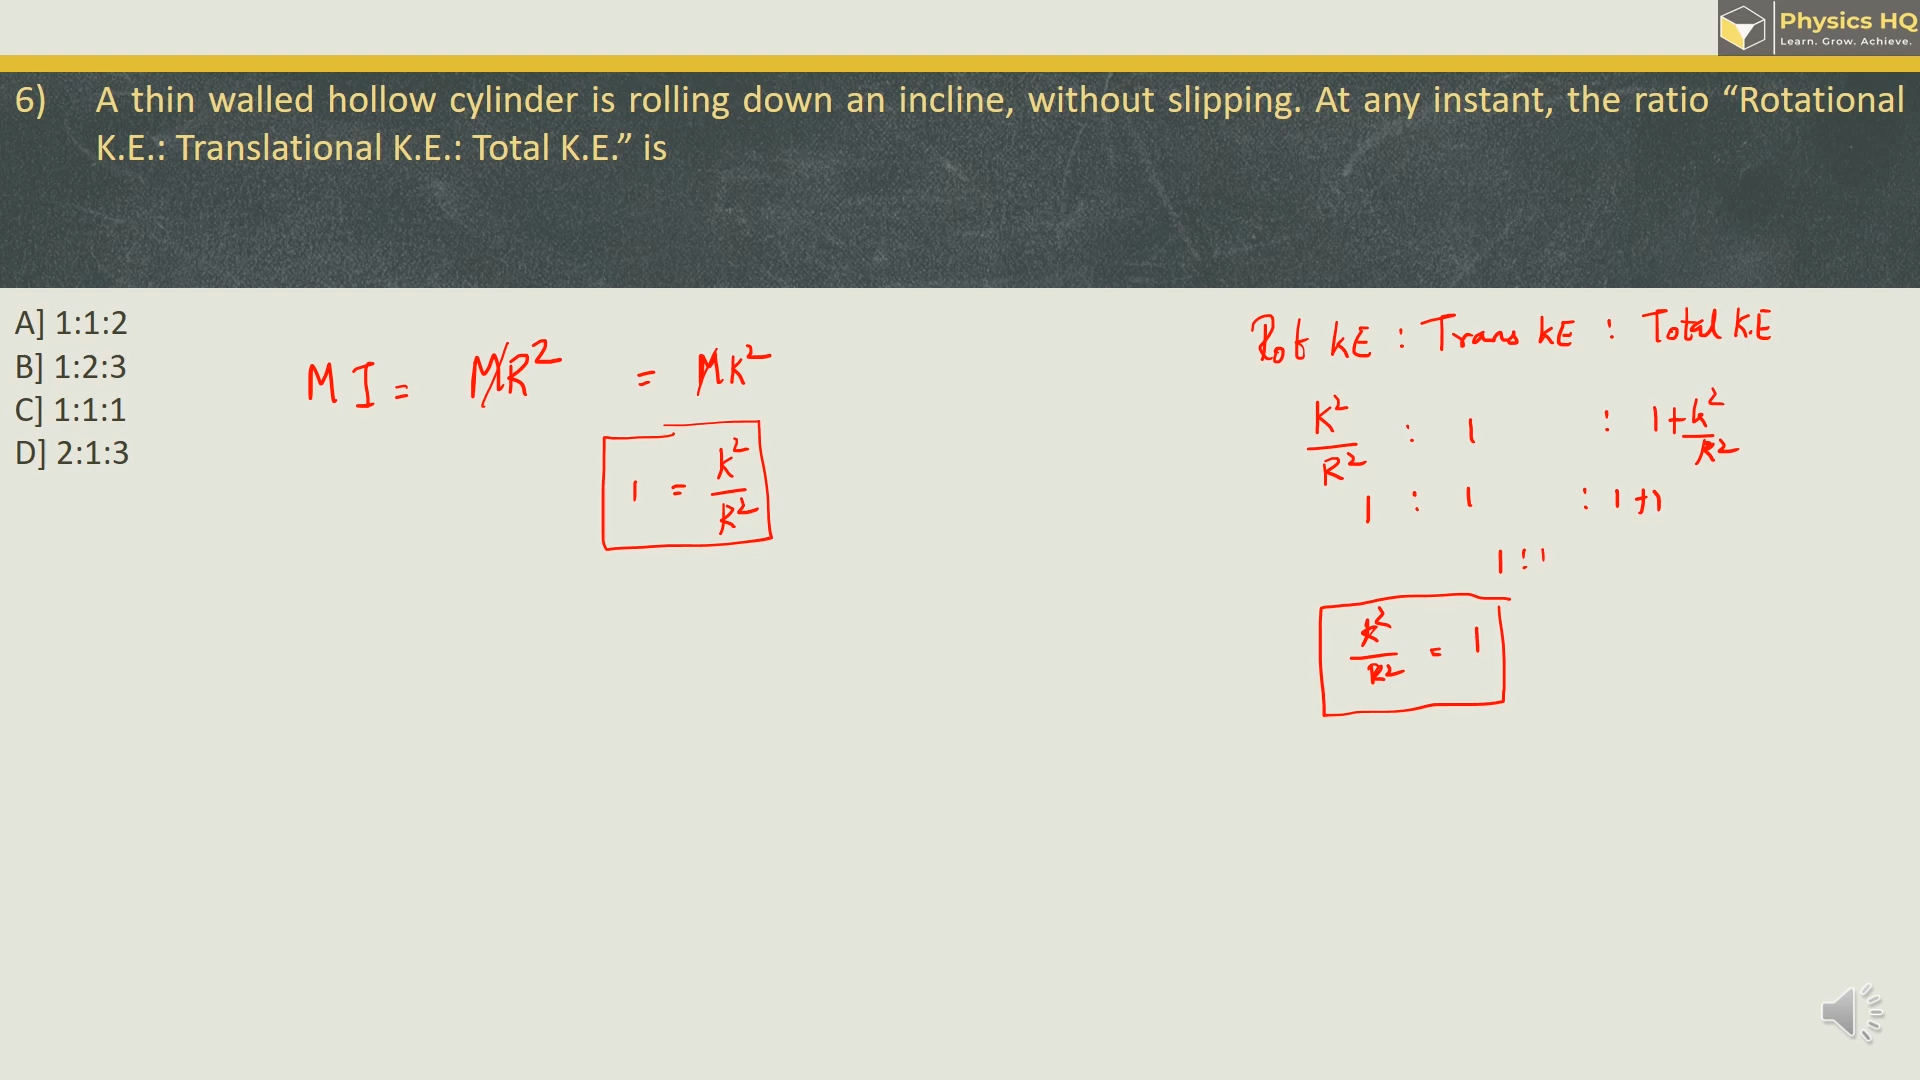 Physics HQ
Learn. Grow. Achieve.
6) A thin walled hollow cylinder is rolling down an incline, without slipping. At any instant, the ratio “Rotational
K.E.: Translational K.E.: Total K.E.” is
A] 1:1:2
B] 1:2:3
C] 1:1:1
D] 2:1:3
M I = MR² = MK²
1 = K²/R²
Rot KE : Trans KE : Total K.E
K²/R² : 1 : 1+K²/R²
1 : 1 : 1+1
1 : 1
K²/R² = 1